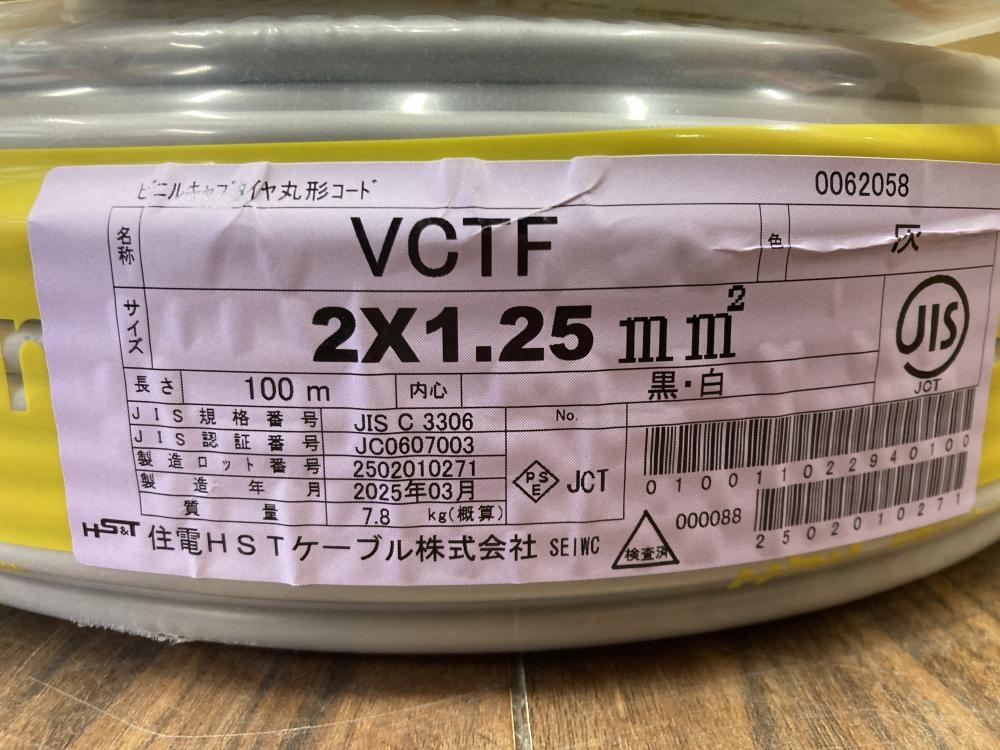 ビニルキャブタイヤ丸形コード 0062058
名称 VCTF 色 灰
サイズ 2X1.25 mm²
JIS
JCT
長さ 100 m 内心 黒・白
JIS規格番号 JIS C 3306 No.
JIS認証番号 JC0607003
製造ロット番号 2502010271
製造年月 2025年03月
質量 7.8 kg(概算)
PSE JCT
0100110229401 00
000088
2502010271
検査済
HS&T 住電HSTケーブル株式会社 SEIWC